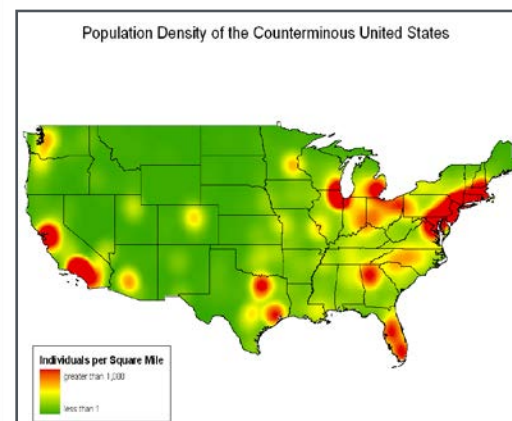 Population Density of the Counterminous United States
Individuals per Square Mile
greater than 1,000
less than 1